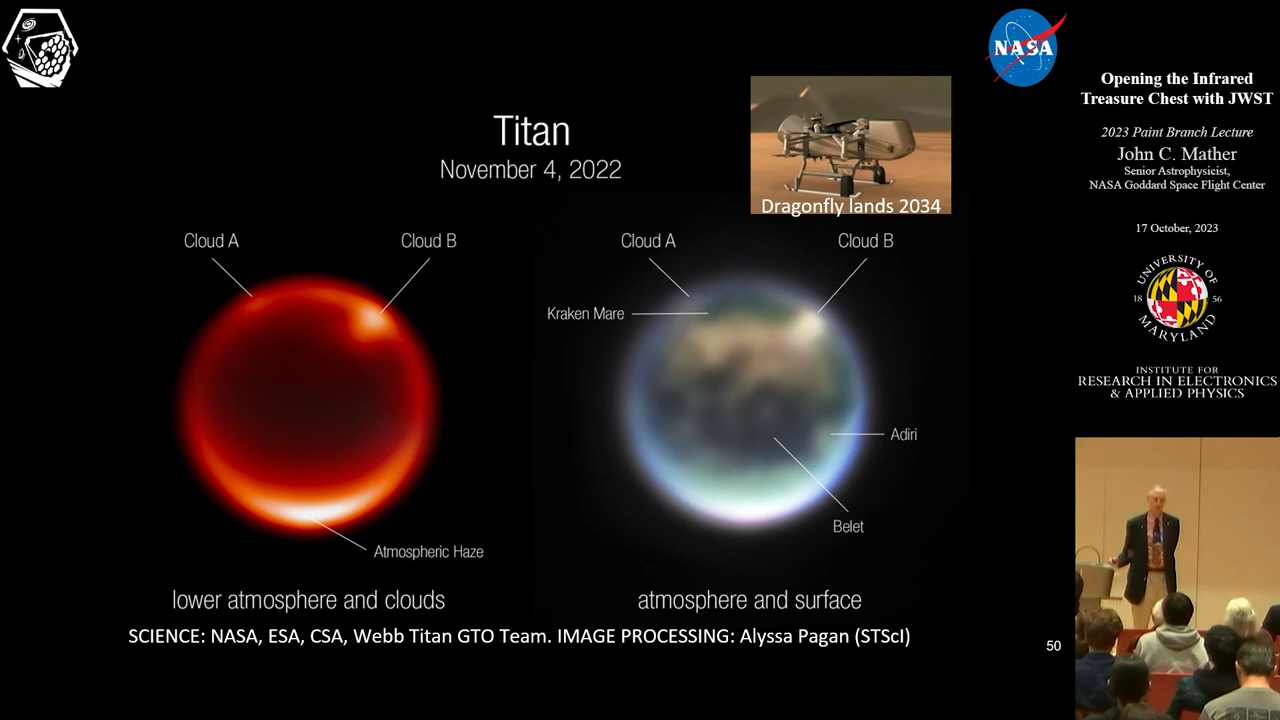 Titan
November 4, 2022
Dragonfly lands 2034
Cloud A
Cloud B
Atmospheric Haze
lower atmosphere and clouds
Cloud A
Cloud B
Kraken Mare
Adiri
Belet
atmosphere and surface
SCIENCE: NASA, ESA, CSA, Webb Titan GTO Team. IMAGE PROCESSING: Alyssa Pagan (STScI)
50
NASA
Opening the Infrared
Treasure Chest with JWST
2023 Paint Branch Lecture
John C. Mather
Senior Astrophysicist,
NASA Goddard Space Flight Center
17 October, 2023
UNIVERSITY OF
18 56
MARYLAND
INSTITUTE FOR
RESEARCH IN ELECTRONICS
& APPLIED PHYSICS